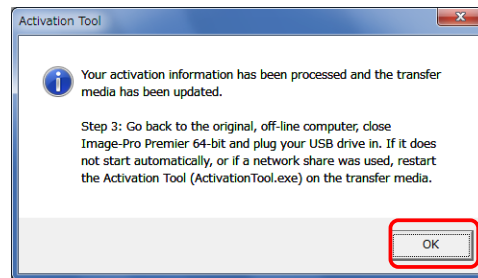 Activation Tool
Your activation information has been processed and the transfer
media has been updated.
Step 3: Go back to the original, off-line computer, close
Image-Pro Premier 64-bit and plug your USB drive in. If it does
not start automatically, or if a network share was used, restart
the Activation Tool (ActivationTool.exe) on the transfer media.
OK